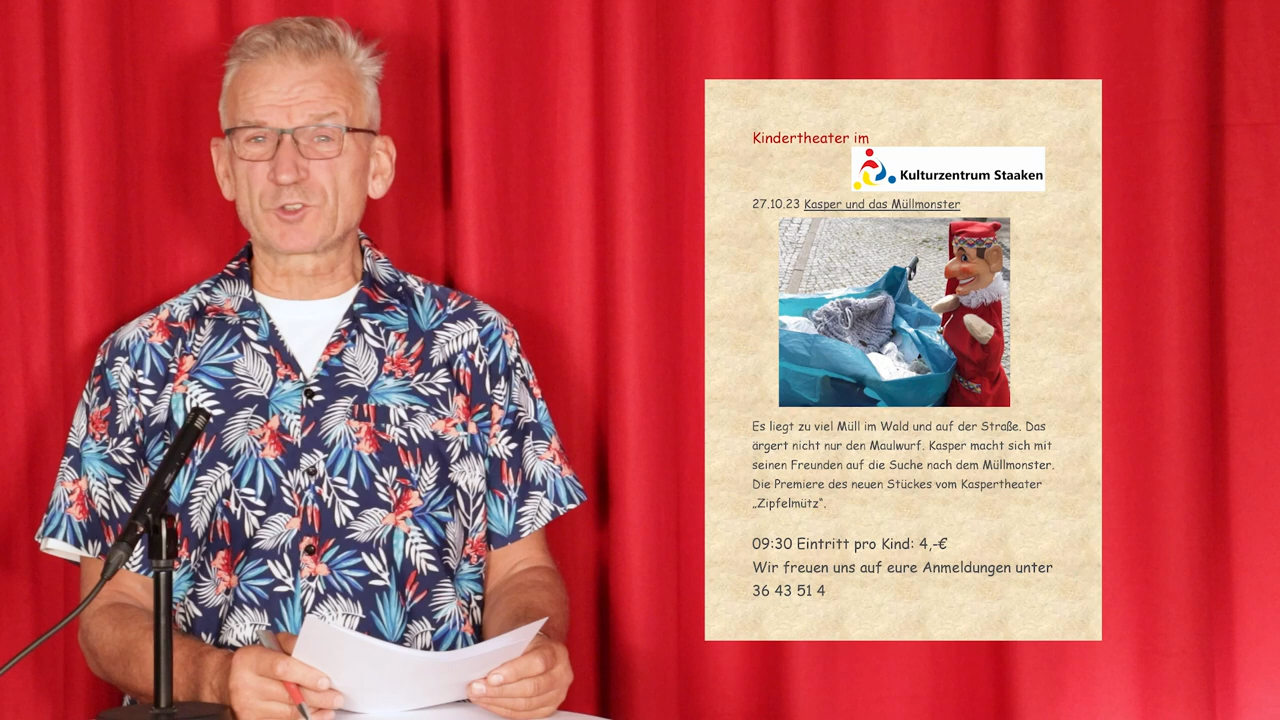 Kindertheater im
Kulturzentrum Staaken
27.10.23 Kasper und das Müllmonster
Es liegt zu viel Müll im Wald und auf der Straße. Das
ärgert nicht nur den Maulwurf. Kasper macht sich mit
seinen Freunden auf die Suche nach dem Müllmonster.
Die Premiere des neuen Stückes vom Kaspertheater
„Zipfelmütz“.
09:30 Eintritt pro Kind: 4,-€
Wir freuen uns auf eure Anmeldungen unter
36 43 51 4